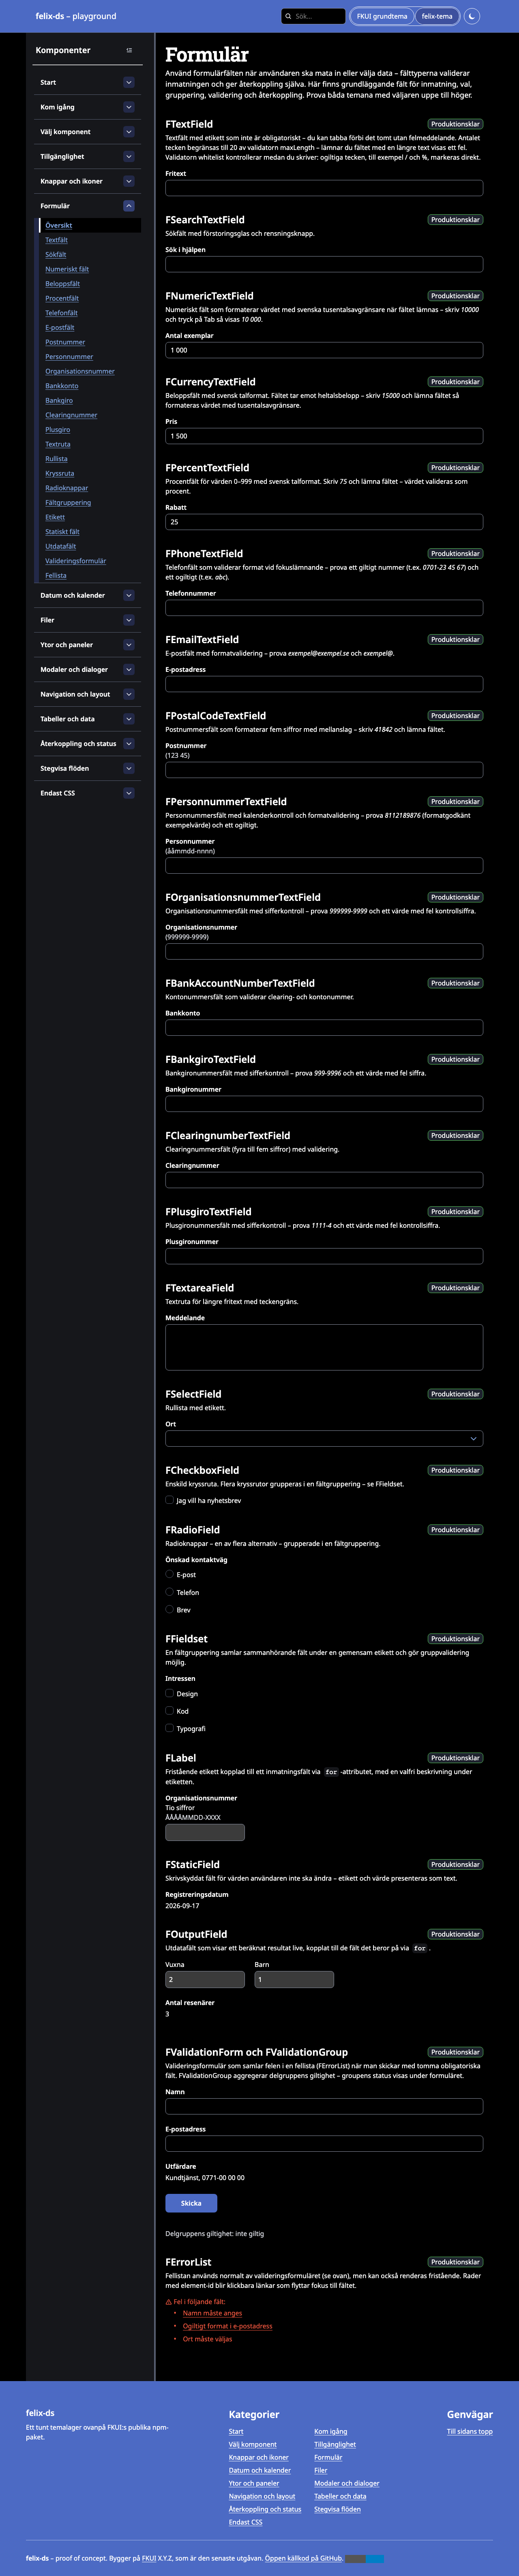 felix-ds – playground
Sök...
FKUI grundtema
felix-tema
Komponenter
Start
Kom igång
Välj komponent
Tillgänglighet
Knappar och ikoner
Formulär
Översikt
Textfält
Sökfält
Numeriskt fält
Beloppsfält
Procentfält
Telefonfält
E-postfält
Postnummer
Personnummer
Organisationsnummer
Bankkonto
Bankgiro
Clearingnummer
Plusgiro
Textruta
Rullista
Kryssruta
Radioknappar
Fältgruppering
Etikett
Statiskt fält
Utdatafält
Valideringsformulär
Fellista
Datum och kalender
Filer
Ytor och paneler
Modaler och dialoger
Navigation och layout
Tabeller och data
Återkoppling och status
Stegvisa flöden
Endast CSS
Formulär
Använd formulärfälten när användaren ska mata in eller välja data – fälttyperna validerar
inmatningen och ger felåterkoppling själva. Här finns grundläggande fält för inmatning, val,
gruppering, validering och återkoppling. Prova båda temana med väljaren uppe till höger.
FTextField
Produktionsklar
Textfält med etikett som inte är obligatoriskt – du kan tabba förbi det tomt utan felmeddelande. Antalet
tecken begränsas till 20 av validatorn maxLength – lämnar du fältet med en längre text visas ett fel.
Validatorn whitelist kontrollerar medan du skriver: ogiltiga tecken, till exempel / och %, markeras direkt.
Fritext
FSearchTextField
Produktionsklar
Sökfält med förstoringsglas och rensningsknapp.
Sök i hjälpen
FNumericTextField
Produktionsklar
Numeriskt fält som formaterar värdet med svenska tusentalsavgränsare när fältet lämnas – skriv 10000
och tryck på Tab så visas 10 000.
Antal exemplar
1 000
FCurrencyTextField
Produktionsklar
Beloppsfält med svensk talformat. Fältet tar emot heltalsbelopp – skriv 15000 och lämna fältet så
formateras värdet med tusentalsavgränsare.
Pris
1 500
FPercentTextField
Produktionsklar
Procentfält för värden 0–999 med svensk talformat. Skriv 75 och lämna fältet – värdet valideras som
procent.
Rabatt
25
FPhoneTextField
Produktionsklar
Telefonfält som validerar format vid fokuslämnande – prova ett giltigt nummer (t.ex. 0701-23 45 67) och
ett ogiltigt (t.ex. abc).
Telefonnummer
FEmailTextField
Produktionsklar
E-postfält med formatvalidering – prova exempel@exempel.se och exempel@.
E-postadress
FPostalCodeTextField
Produktionsklar
Postnummersfält som formaterar fem siffror med mellanslag – skriv 41842 och lämna fältet.
Postnummer
(123 45)
FPersonnummerTextField
Produktionsklar
Personnummersfält med kalenderkontroll och formatvalidering – prova 8112189876 (formatgodkänt
exempelvärde) och ett ogiltigt.
Personnummer
(ååmmdd-nnnn)
FOrganisationsnummerTextField
Produktionsklar
Organisationsnummersfält med sifferkontroll – prova 999999-9999 och ett värde med fel kontrollsiffra.
Organisationsnummer
(999999-9999)
FBankAccountNumberTextField
Produktionsklar
Kontonummersfält som validerar clearing- och kontonummer.
Bankkonto
FBankgiroTextField
Produktionsklar
Bankgironummersfält med sifferkontroll – prova 999-9996 och ett värde med fel siffra.
Bankgironummer
FClearingnumberTextField
Produktionsklar
Clearingnummersfält (fyra till fem siffror) med validering.
Clearingnummer
FPlusgiroTextField
Produktionsklar
Plusgironummersfält med sifferkontroll – prova 1111-4 och ett värde med fel kontrollsiffra.
Plusgironummer
FTextareaField
Produktionsklar
Textruta för längre fritext med teckengräns.
Meddelande
FSelectField
Produktionsklar
Rullista med etikett.
Ort
FCheckboxField
Produktionsklar
Enskild kryssruta. Flera kryssrutor grupperas i en fältgruppering – se FFieldset.
Jag vill ha nyhetsbrev
FRadioField
Produktionsklar
Radioknappar – en av flera alternativ – grupperade i en fältgruppering.
Önskad kontaktväg
E-post
Telefon
Brev
FFieldset
Produktionsklar
En fältgruppering samlar sammanhörande fält under en gemensam etikett och gör gruppvalidering
möjlig.
Intressen
Design
Kod
Typografi
FLabel
Produktionsklar
Fristående etikett kopplad till ett inmatningsfält via for -attributet, med en valfri beskrivning under
etiketten.
Organisationsnummer
Tio siffror
ÅÅÅÅMMDD-XXXX
FStaticField
Produktionsklar
Skrivskyddat fält för värden användaren inte ska ändra – etikett och värde presenteras som text.
Registreringsdatum
2026-09-17
FOutputField
Produktionsklar
Utdatafält som visar ett beräknat resultat live, kopplat till de fält det beror på via for .
Vuxna
Barn
2
1
Antal resenärer
3
FValidationForm och FValidationGroup
Produktionsklar
Valideringsformulär som samlar felen i en fellista (FErrorList) när man skickar med tomma obligatoriska
fält. FValidationGroup aggregerar delgruppens giltighet – groupens status visas under formuläret.
Namn
E-postadress
Utfärdare
Kundtjänst, 0771-00 00 00
Skicka
Delgruppens giltighet: inte giltig
FErrorList
Produktionsklar
Fellistan används normalt av valideringsformuläret (se ovan), men kan också renderas fristående. Rader
med element-id blir klickbara länkar som flyttar fokus till fältet.
Fel i följande fält:
Namn måste anges
Ogiltigt format i e-postadress
Ort måste väljas
felix-ds
Ett tunt temalager ovanpå FKUI:s publika npm-
paket.
Kategorier
Start
Kom igång
Välj komponent
Tillgänglighet
Knappar och ikoner
Formulär
Datum och kalender
Filer
Ytor och paneler
Modaler och dialoger
Navigation och layout
Tabeller och data
Återkoppling och status
Stegvisa flöden
Endast CSS
Genvägar
Till sidans topp
felix-ds – proof of concept. Bygger på FKUI X.Y.Z, som är den senaste utgåvan. Öppen källkod på GitHub.